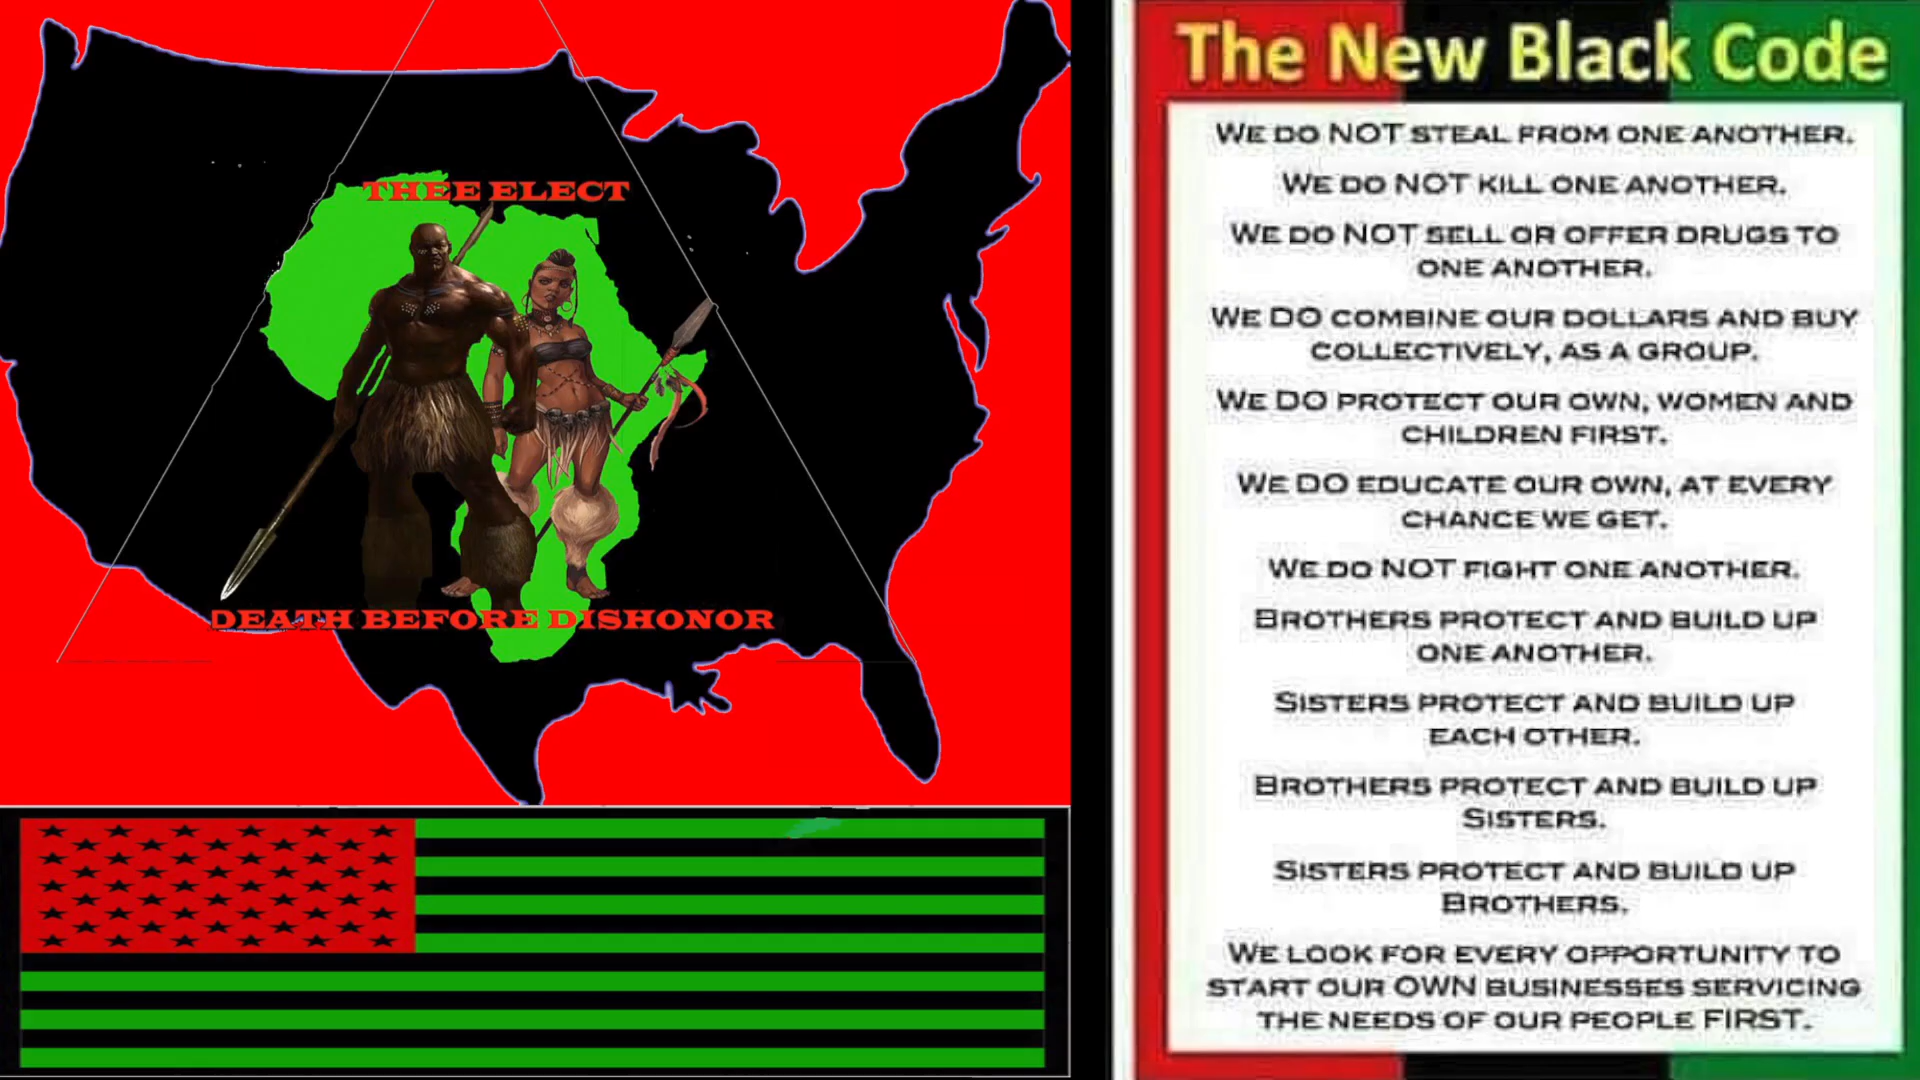 THEE ELECT
DEATH BEFORE DISHONOR
The New Black Code
WE DO NOT STEAL FROM ONE ANOTHER.
WE DO NOT KILL ONE ANOTHER.
WE DO NOT SELL OR OFFER DRUGS TO
ONE ANOTHER.
WE DO COMBINE OUR DOLLARS AND BUY
COLLECTIVELY, AS A GROUP.
WE DO PROTECT OUR OWN, WOMEN AND
CHILDREN FIRST.
WE DO EDUCATE OUR OWN, AT EVERY
CHANCE WE GET.
WE DO NOT FIGHT ONE ANOTHER.
BROTHERS PROTECT AND BUILD UP
ONE ANOTHER.
SISTERS PROTECT AND BUILD UP
EACH OTHER.
BROTHERS PROTECT AND BUILD UP
SISTERS.
SISTERS PROTECT AND BUILD UP
BROTHERS.
WE LOOK FOR EVERY OPPORTUNITY TO
START OUR OWN BUSINESSES SERVICING
THE NEEDS OF OUR PEOPLE FIRST.